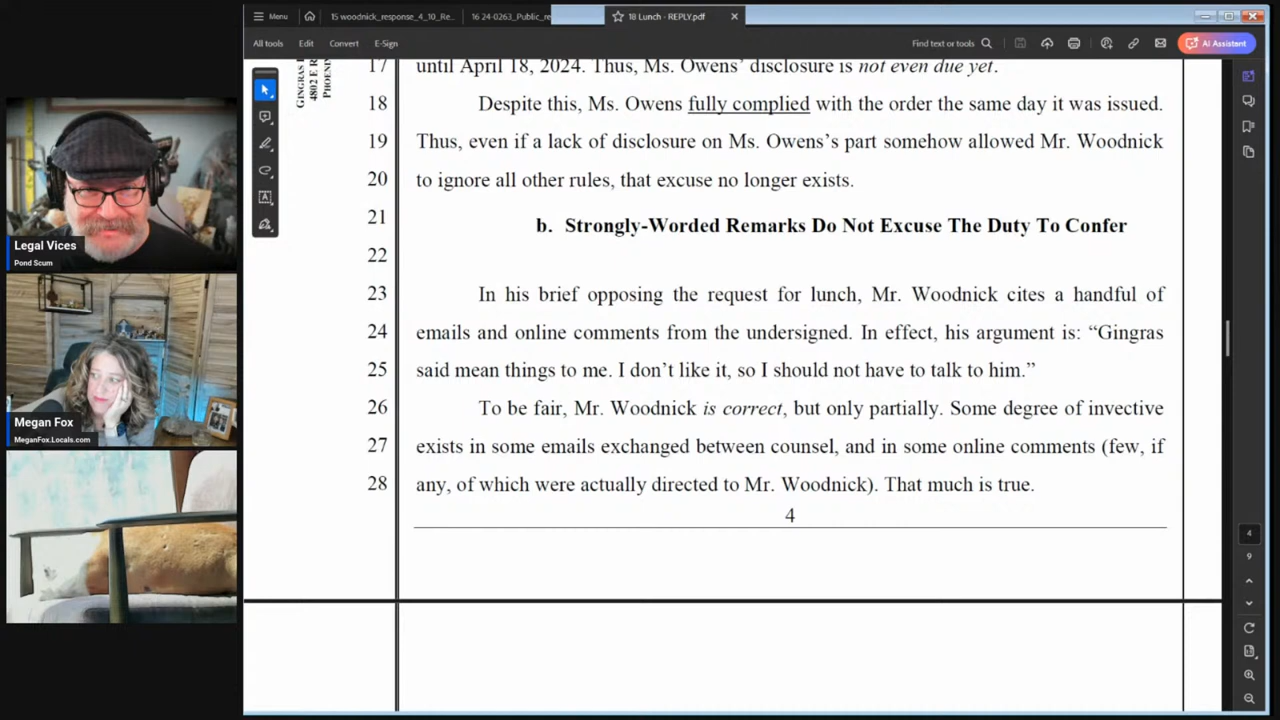 Menu
15 woodnick_response_4_10_Re...
16 24-0263_Public_re
18 Lunch - REPLY.pdf
All tools
Edit
Convert
E-Sign
Find text or tools
AI Assistant
GINGRAS
4802 E R
PHOENI
17 until April 18, 2024. Thus, Ms. Owens' disclosure is not even due yet.
18 Despite this, Ms. Owens fully complied with the order the same day it was issued.
19 Thus, even if a lack of disclosure on Ms. Owens's part somehow allowed Mr. Woodnick
20 to ignore all other rules, that excuse no longer exists.
21 b. Strongly-Worded Remarks Do Not Excuse The Duty To Confer
22
23 In his brief opposing the request for lunch, Mr. Woodnick cites a handful of
24 emails and online comments from the undersigned. In effect, his argument is: “Gingras
25 said mean things to me. I don't like it, so I should not have to talk to him.”
26 To be fair, Mr. Woodnick is correct, but only partially. Some degree of invective
27 exists in some emails exchanged between counsel, and in some online comments (few, if
28 any, of which were actually directed to Mr. Woodnick). That much is true.
4
4
9
Legal Vices
Pond Scum
Megan Fox
MeganFox.Locals.com